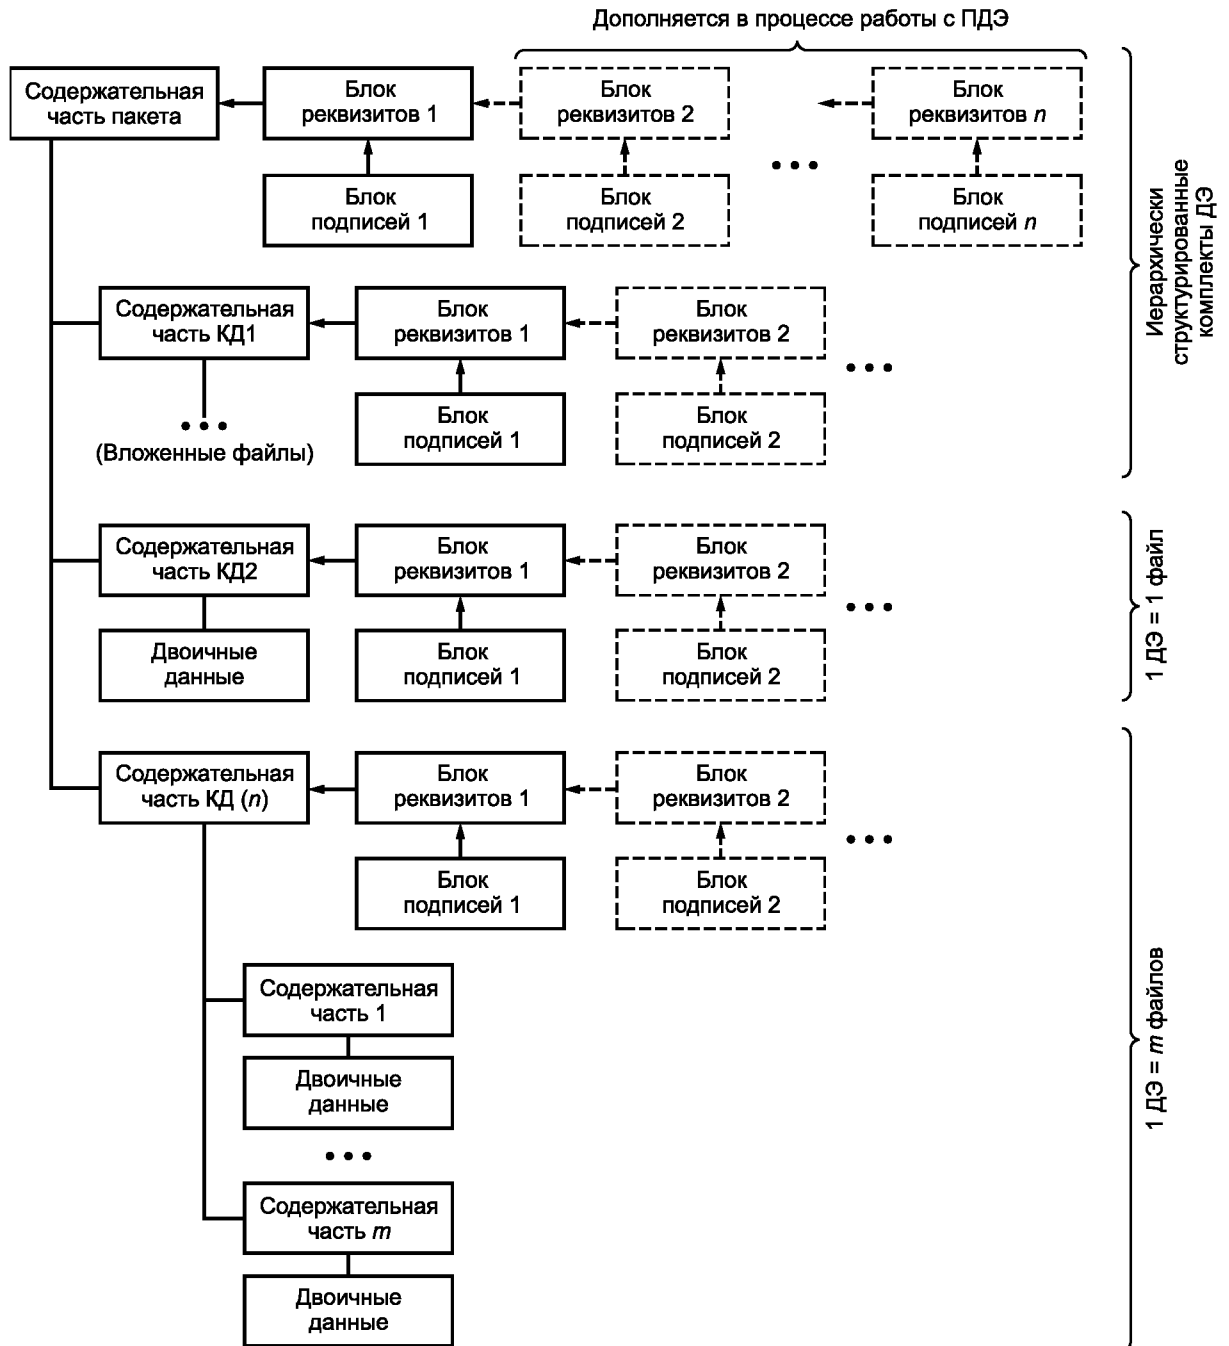 Дополняется в процессе работы с ПДЭ
Содержательная
часть пакета
Блок
реквизитов 1
Блок
реквизитов 2
Блок
реквизитов n
Блок
подписей 1
Блок
подписей 2
Блок
подписей n
Иерархически
структурированные
комплекты ДЭ
Содержательная
часть КД1
Блок
реквизитов 1
Блок
реквизитов 2
(Вложенные файлы)
Блок
подписей 1
Блок
подписей 2
Содержательная
часть КД2
Блок
реквизитов 1
Блок
реквизитов 2
Двоичные
данные
Блок
подписей 1
Блок
подписей 2
1 ДЭ = 1 файл
Содержательная
часть КД (n)
Блок
реквизитов 1
Блок
реквизитов 2
Блок
подписей 1
Блок
подписей 2
Содержательная
часть 1
Двоичные
данные
Содержательная
часть m
Двоичные
данные
1 ДЭ = m файлов